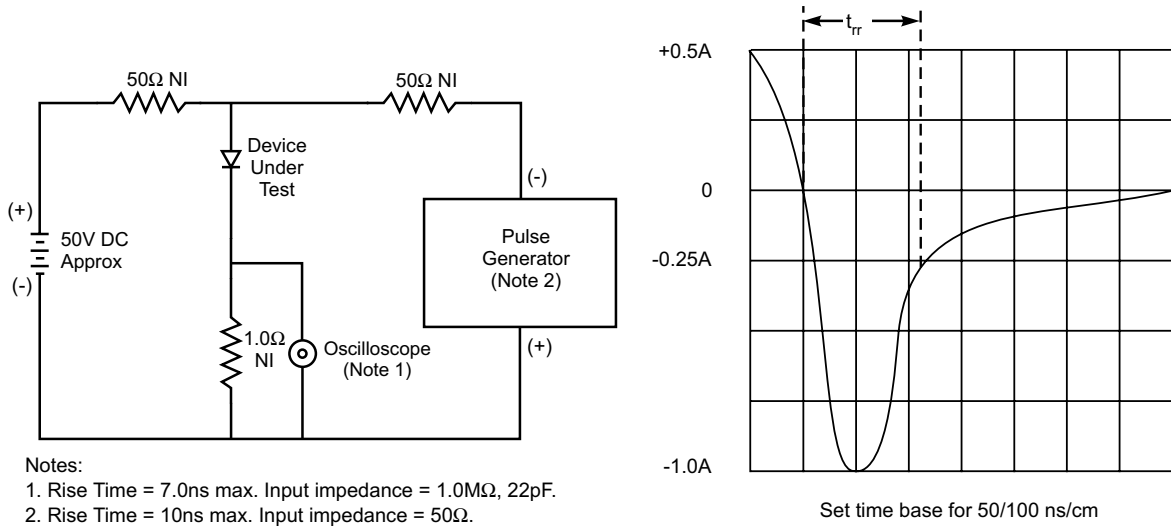 50Ω NI
50Ω NI
Device
Under
Test
(+)
50V DC
Approx
(-)
(-)
Pulse
Generator
(Note 2)
(+)
1.0Ω
NI
Oscilloscope
(Note 1)
Notes:
1. Rise Time = 7.0ns max. Input impedance = 1.0MΩ, 22pF.
2. Rise Time = 10ns max. Input impedance = 50Ω.
trr
+0.5A
0
-0.25A
-1.0A
Set time base for 50/100 ns/cm